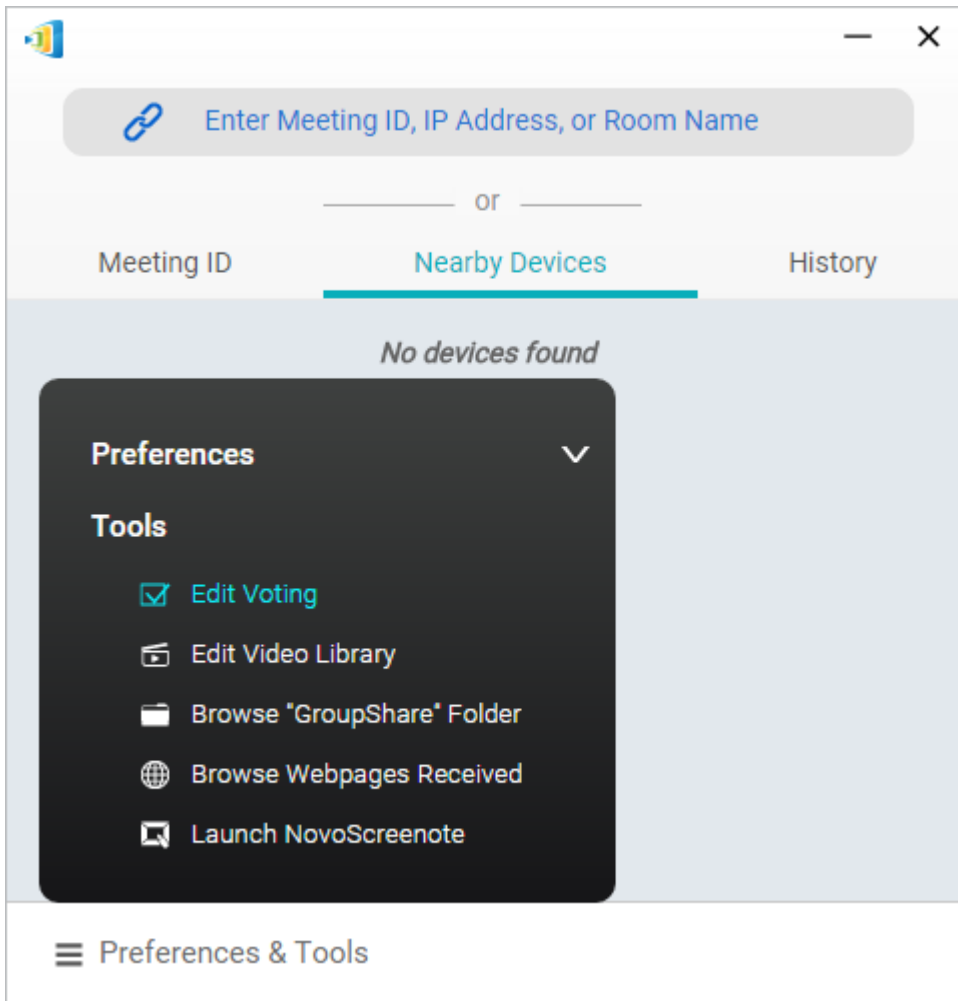 Enter Meeting ID, IP Address, or Room Name
or
Meeting ID Nearby Devices History
No devices found
Preferences
Tools
Edit Voting
Edit Video Library
Browse "GroupShare" Folder
Browse Webpages Received
Launch NovoScreenote
Preferences & Tools